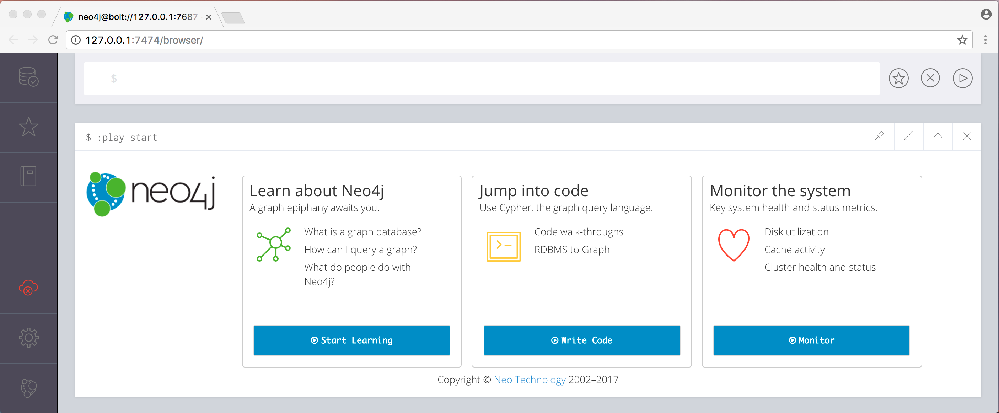 neo4j@bolt://127.0.0.1:7687
127.0.0.1:7474/browser/
$
$ :play start
neo4j
Learn about Neo4j
A graph epiphany awaits you.
What is a graph database?
How can I query a graph?
What do people do with
Neo4j?
Start Learning
Jump into code
Use Cypher, the graph query language.
Code walk-throughs
RDBMS to Graph
Write Code
Monitor the system
Key system health and status metrics.
Disk utilization
Cache activity
Cluster health and status
Monitor
Copyright © Neo Technology 2002–2017